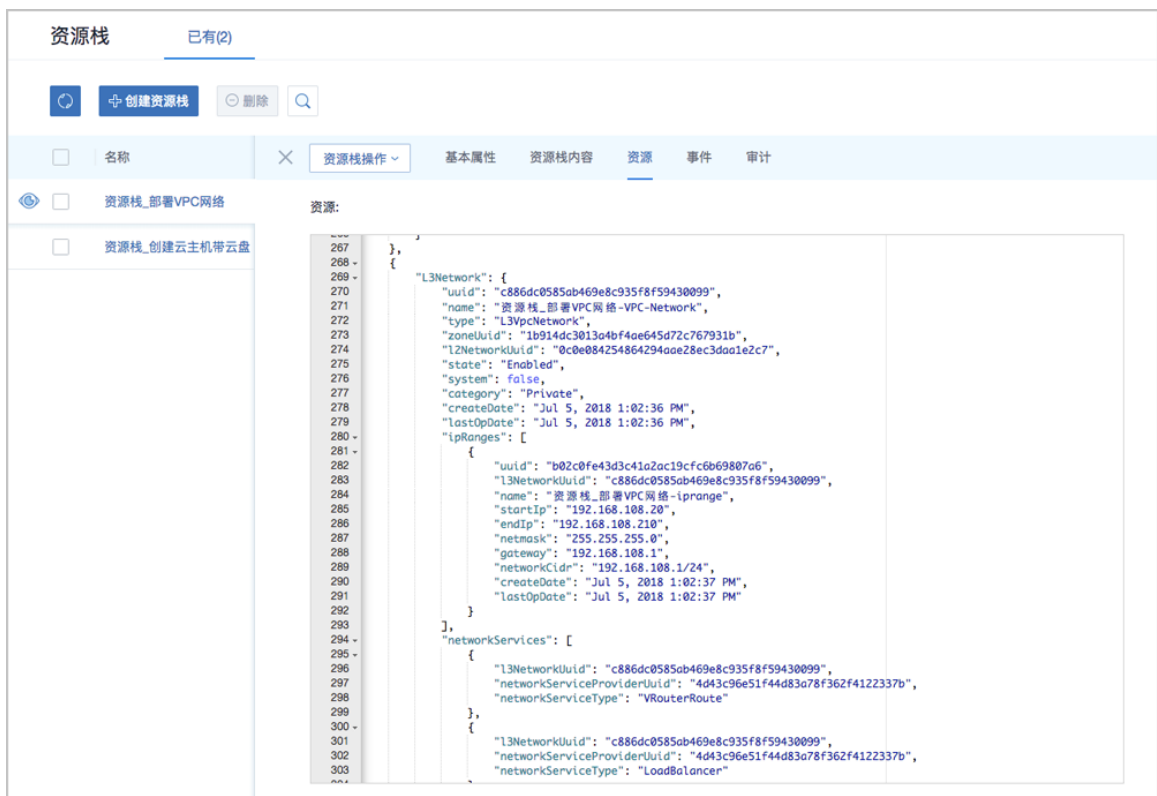 资源栈 已有(2)
创建资源栈 删除
名称 资源栈操作 基本属性 资源栈内容 资源 事件 审计
资源栈_部署VPC网络
资源栈_创建云主机带云盘
资源:
267 },
268 {
269 "L3Network": {
270 "uuid": "c886dc0585ab469e8c935f8f59430099",
271 "name": "资源栈_部署VPC网络-VPC-Network",
272 "type": "L3VpcNetwork",
273 "zoneUuid": "1b914dc3013a4bf4ae645d72c767931b",
274 "l2NetworkUuid": "0c0e084254864294aae28ec3daa1e2c7",
275 "state": "Enabled",
276 "system": false,
277 "category": "Private",
278 "createDate": "Jul 5, 2018 1:02:36 PM",
279 "lastOpDate": "Jul 5, 2018 1:02:36 PM",
280 "ipRanges": [
281 {
282 "uuid": "b02c0fe43d3c41a2ac19cfc6b69807a6",
283 "l3NetworkUuid": "c886dc0585ab469e8c935f8f59430099",
284 "name": "资源栈_部署VPC网络-iprange",
285 "startIp": "192.168.108.20",
286 "endIp": "192.168.108.210",
287 "netmask": "255.255.255.0",
288 "gateway": "192.168.108.1",
289 "networkCidr": "192.168.108.1/24",
290 "createDate": "Jul 5, 2018 1:02:37 PM",
291 "lastOpDate": "Jul 5, 2018 1:02:37 PM"
292 }
293 ],
294 "networkServices": [
295 {
296 "l3NetworkUuid": "c886dc0585ab469e8c935f8f59430099",
297 "networkServiceProviderUuid": "4d43c96e51f44d83a78f362f4122337b",
298 "networkServiceType": "VRouterRoute"
299 },
300 {
301 "l3NetworkUuid": "c886dc0585ab469e8c935f8f59430099",
302 "networkServiceProviderUuid": "4d43c96e51f44d83a78f362f4122337b",
303 "networkServiceType": "LoadBalancer"